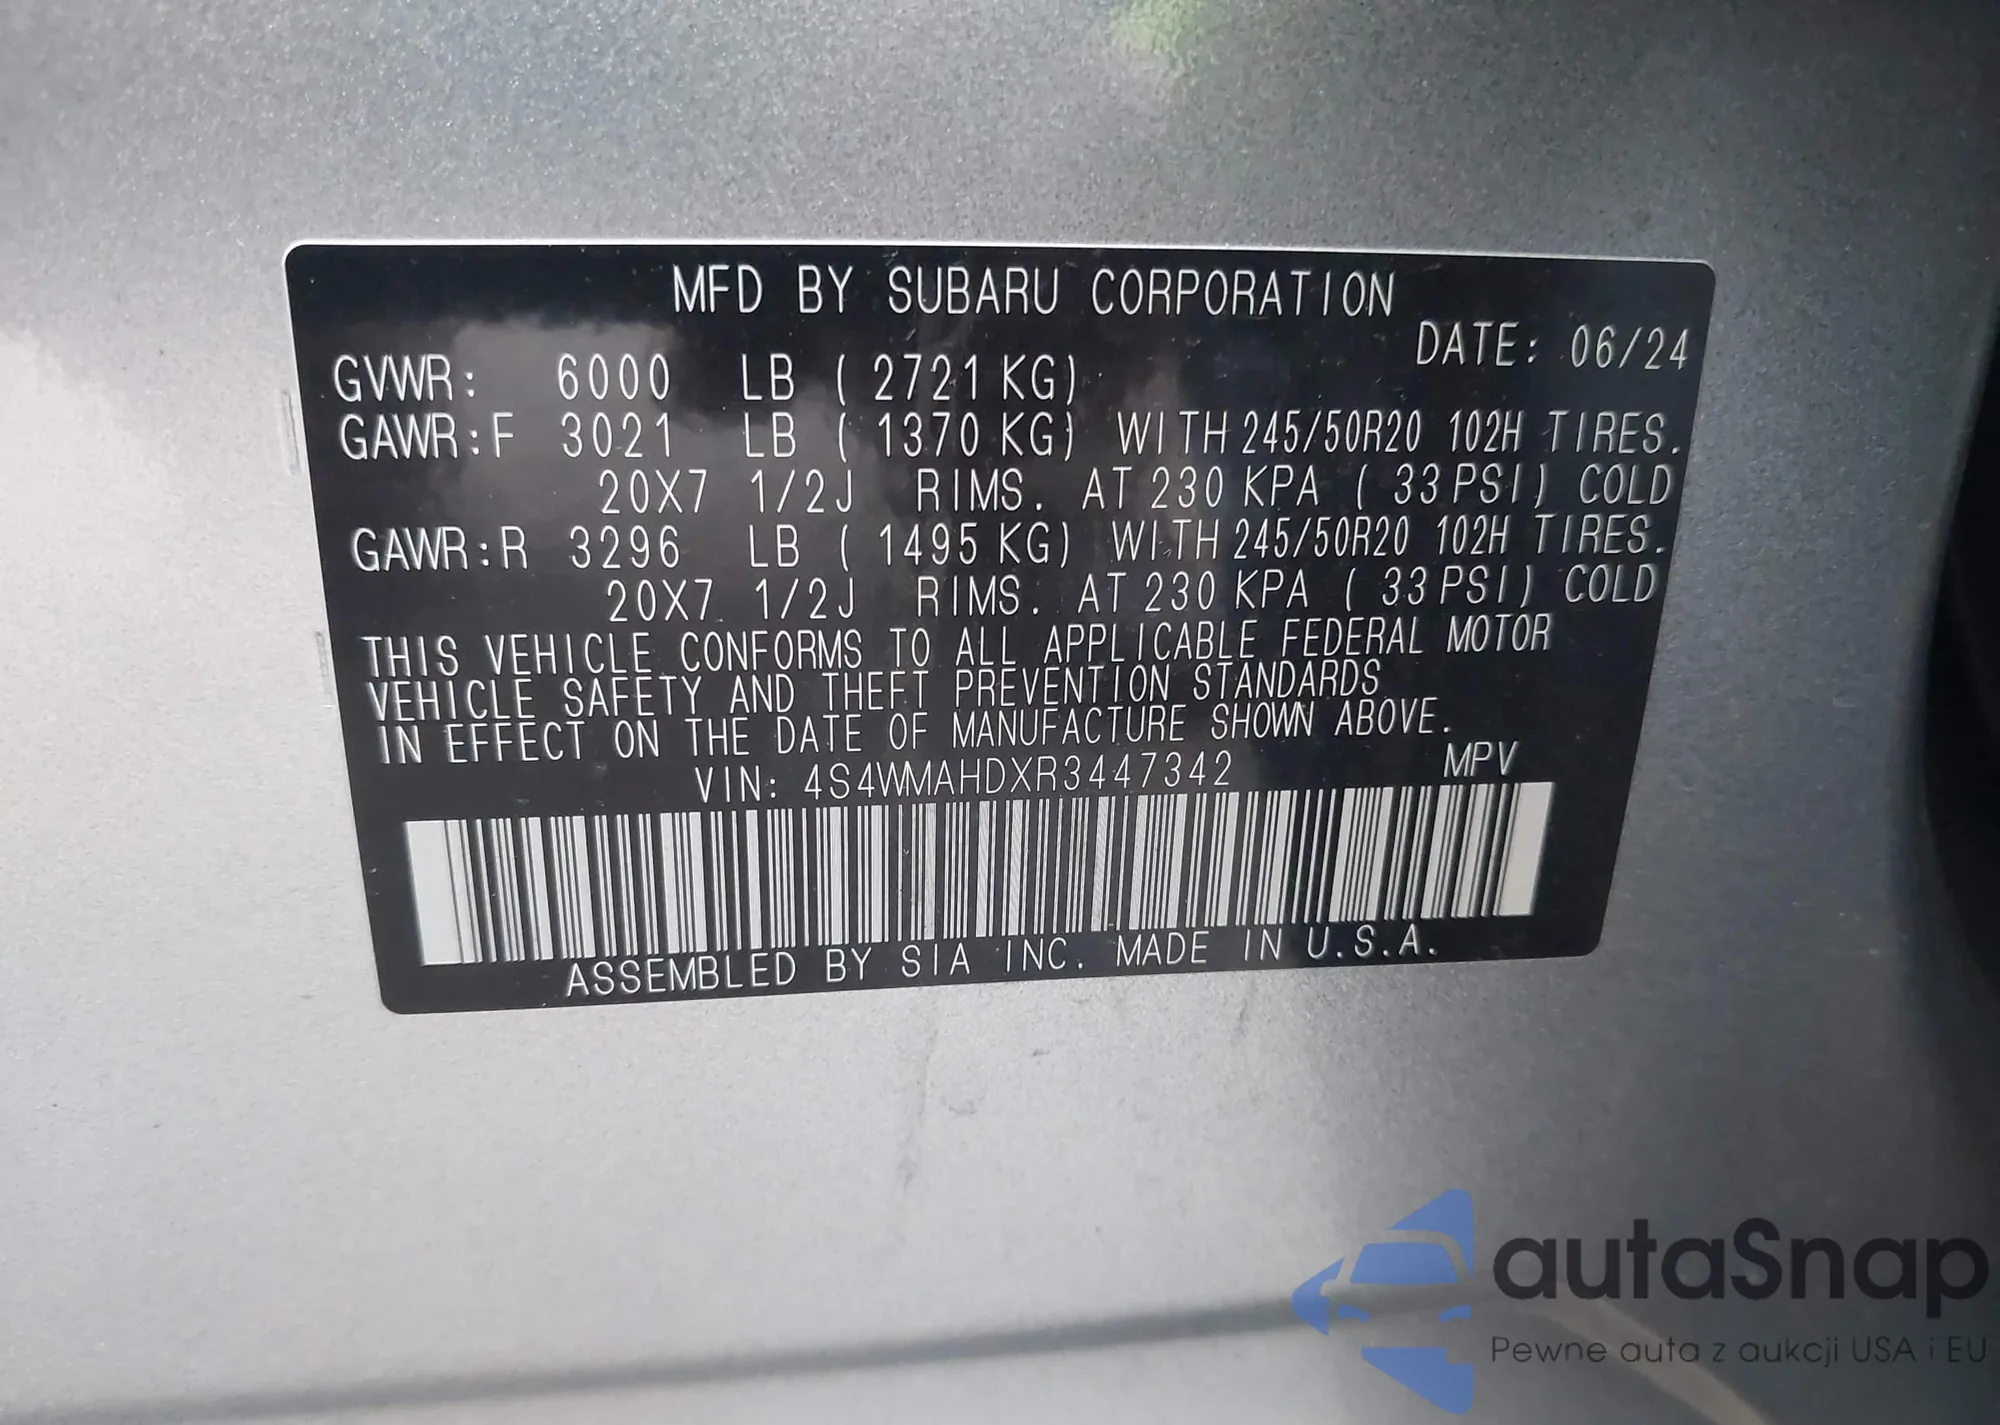 MFD BY SUBARU CORPORATION
DATE: 06/24
GVWR: 6000 LB ( 2721 KG)
GAWR:F 3021 LB ( 1370 KG) WITH 245/50R20 102H TIRES.
20X7 1/2J RIMS. AT 230 KPA ( 33 PSI) COLD
GAWR:R 3296 LB ( 1495 KG) WITH 245/50R20 102H TIRES.
20X7 1/2J RIMS. AT 230 KPA ( 33 PSI) COLD
THIS VEHICLE CONFORMS TO ALL APPLICABLE FEDERAL MOTOR
VEHICLE SAFETY AND THEFT PREVENTION STANDARDS
IN EFFECT ON THE DATE OF MANUFACTURE SHOWN ABOVE.
VIN: 4S4WMAHDXR3447342 MPV
ASSEMBLED BY SIA INC. MADE IN U.S.A.
autaSnap
Pewne auta z aukcji USA i EU